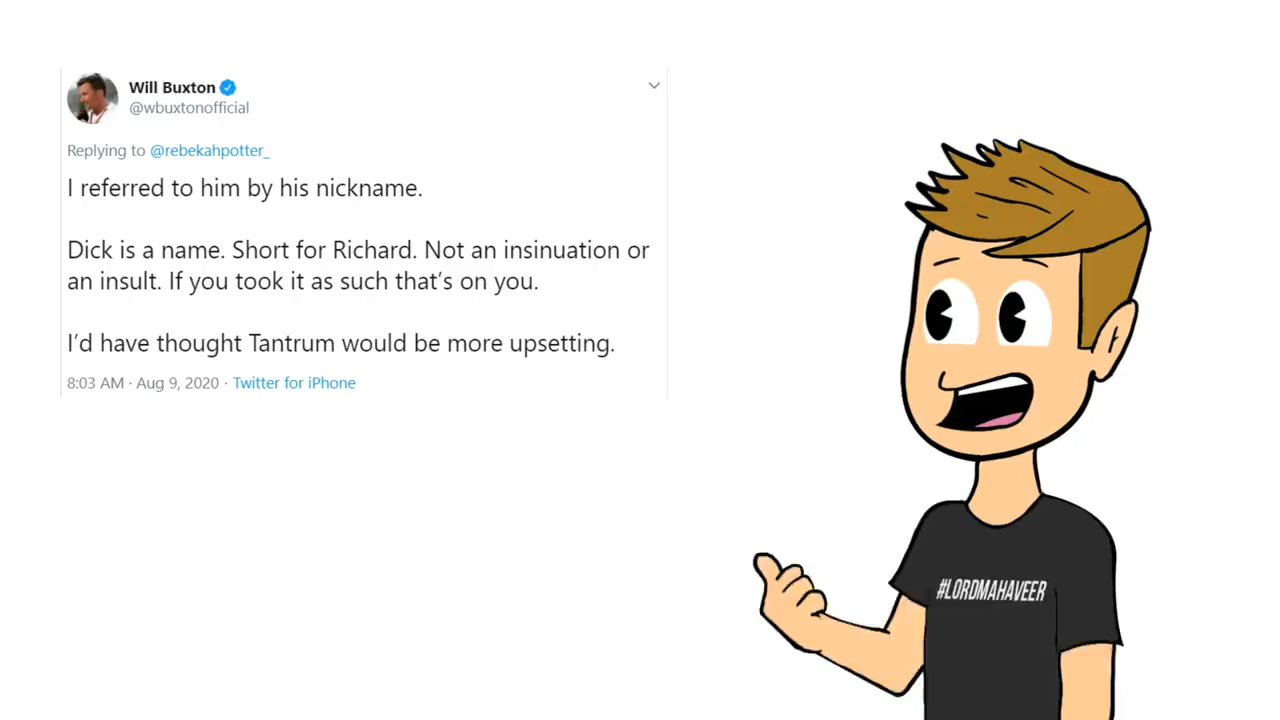 Will Buxton
@wbuxtonofficial
Replying to @rebekahpotter_
I referred to him by his nickname.
Dick is a name. Short for Richard. Not an insinuation or
an insult. If you took it as such that’s on you.
I’d have thought Tantrum would be more upsetting.
8:03 AM · Aug 9, 2020 · Twitter for iPhone
#LORDMAHAVEER